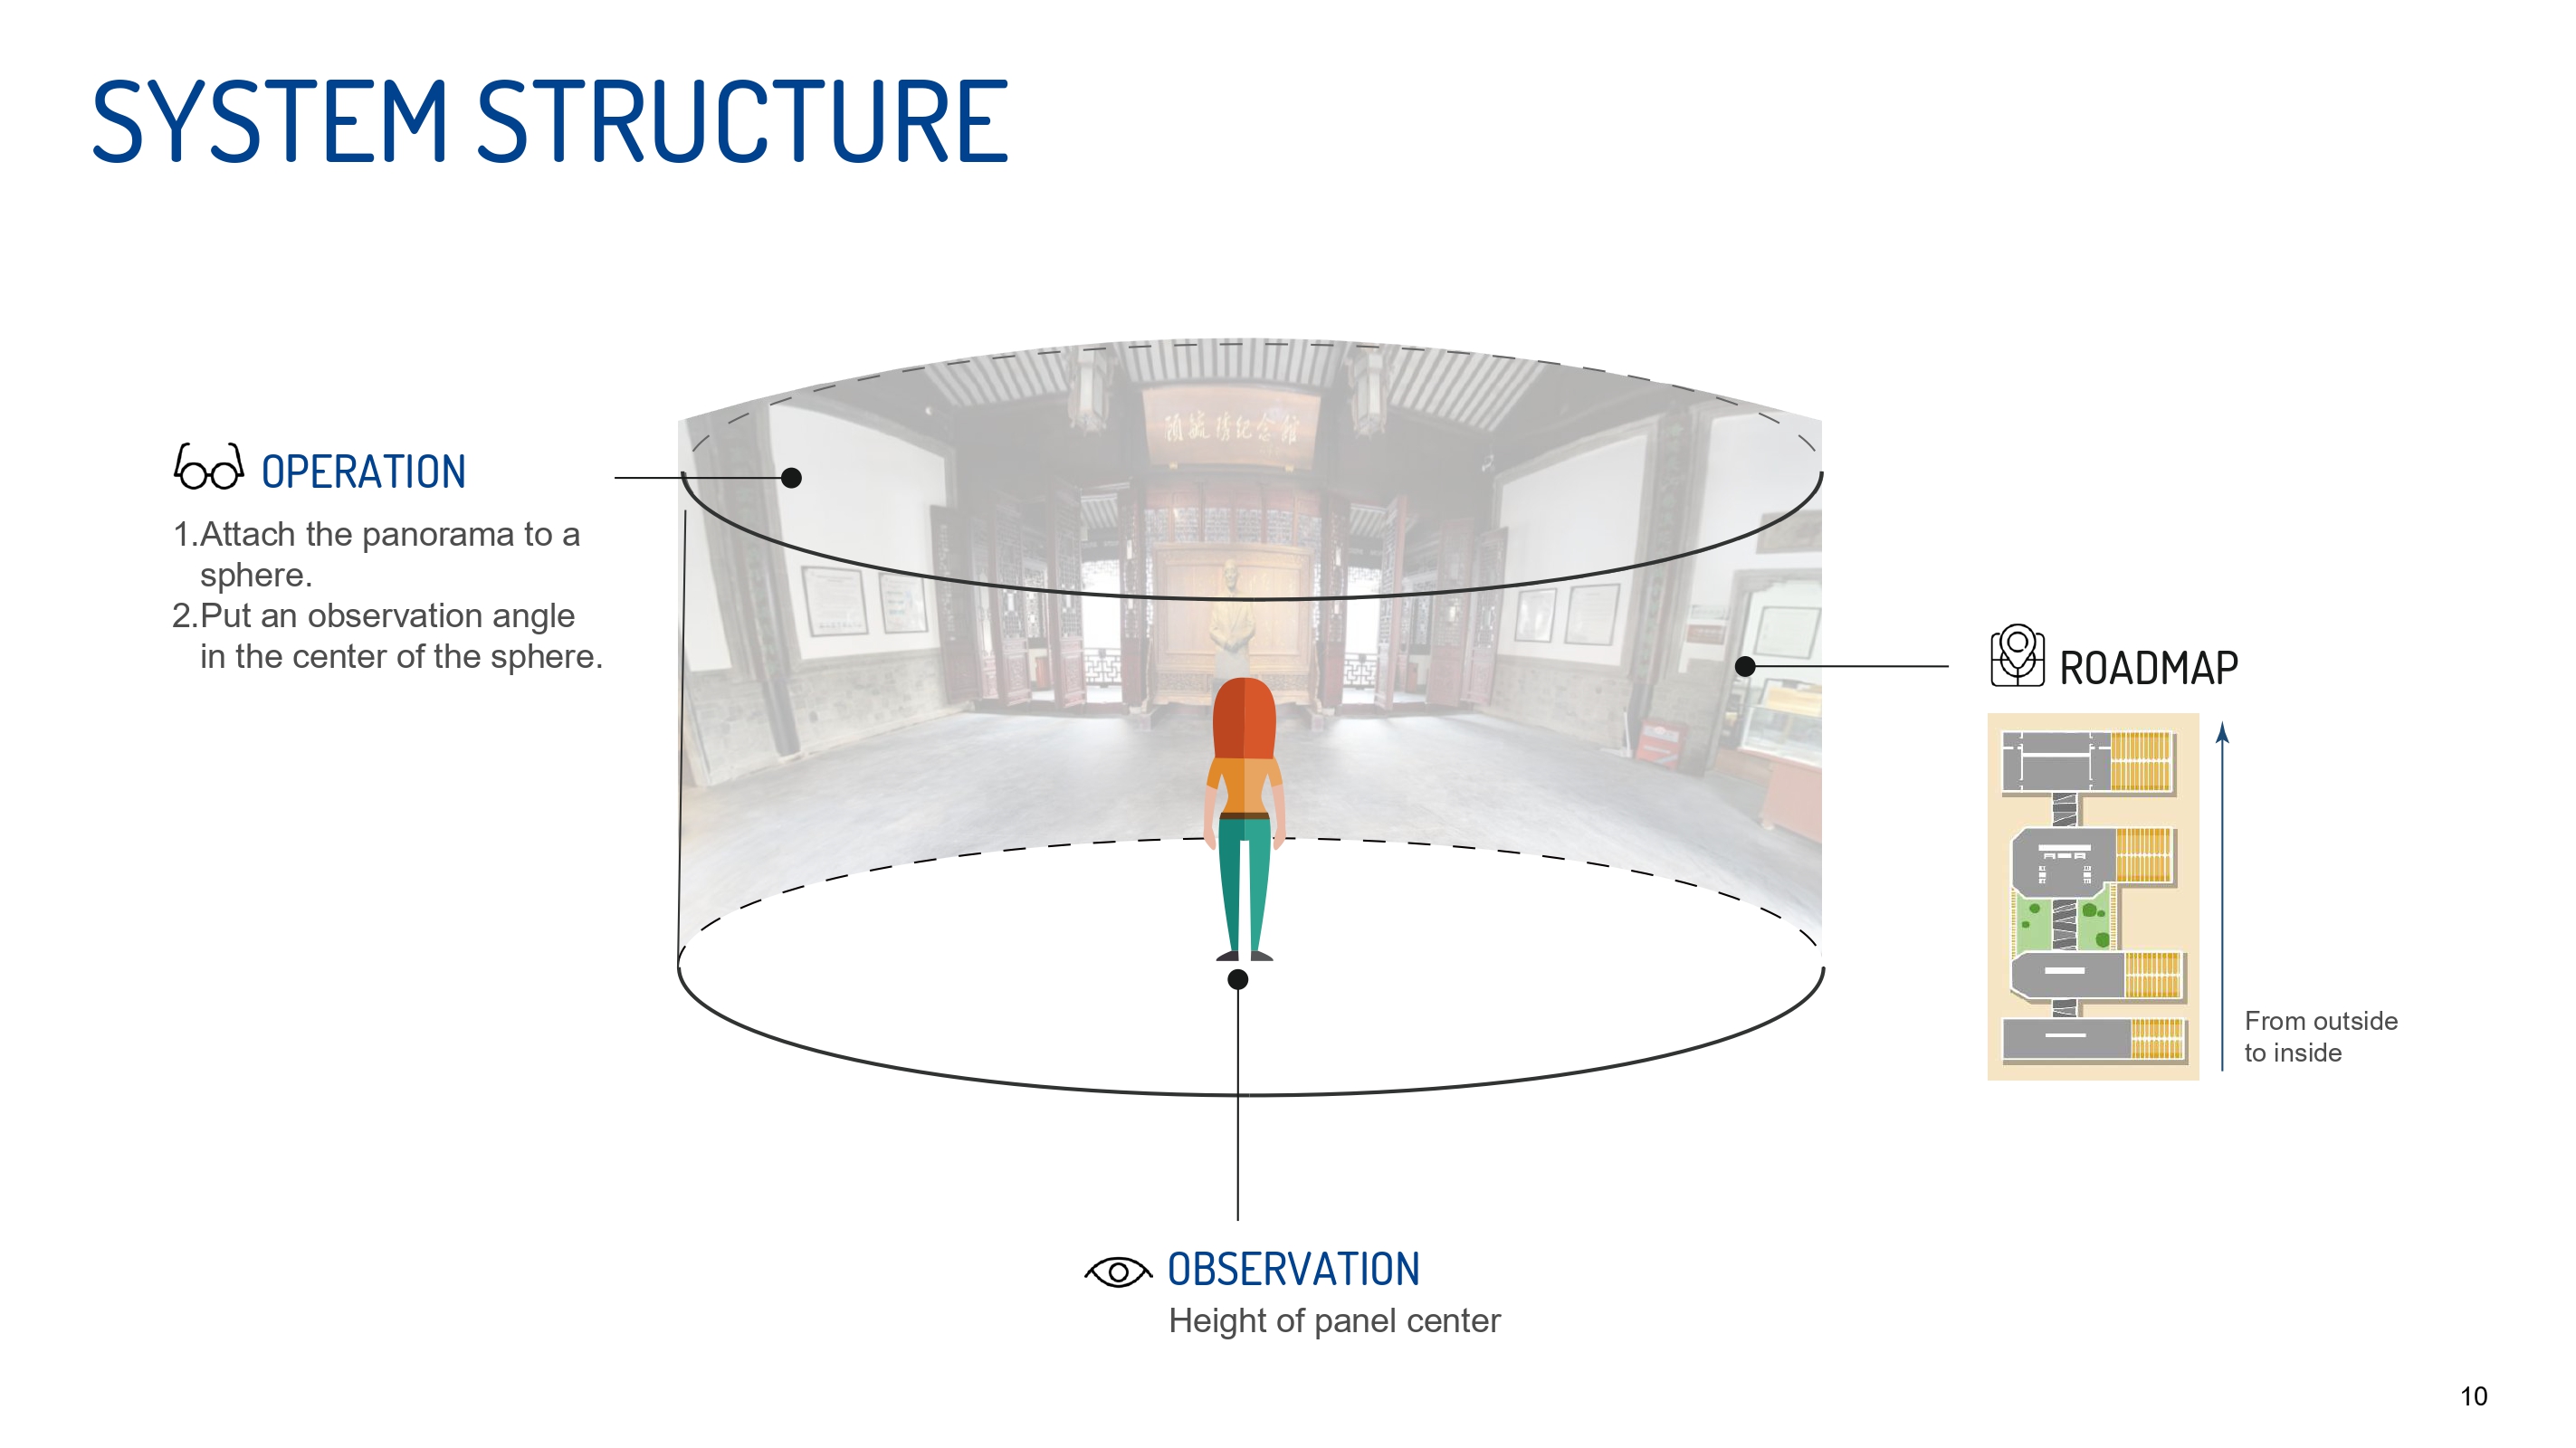 SYSTEM STRUCTURE
OPERATION
1.Attach the panorama to a
sphere.
2.Put an observation angle
in the center of the sphere.
ROADMAP
From outside
to inside
OBSERVATION
Height of panel center
10